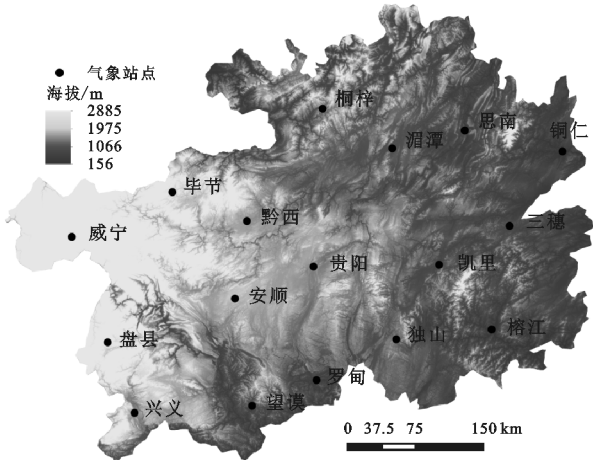 气象站点
海拔/m
2885
1975
1066
156
桐梓
思南
铜仁
湄潭
毕节
黔西
三穗
威宁
贵阳
凯里
安顺
盘县
独山
榕江
罗甸
兴义
望谟
0 37.5 75 150 km